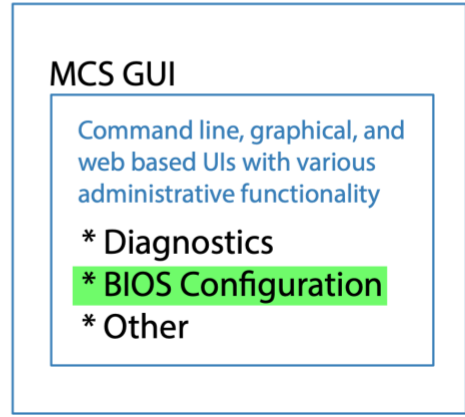 MCS GUI
Command line, graphical, and
web based UIs with various
administrative functionality
* Diagnostics
* BIOS Configuration
* Other